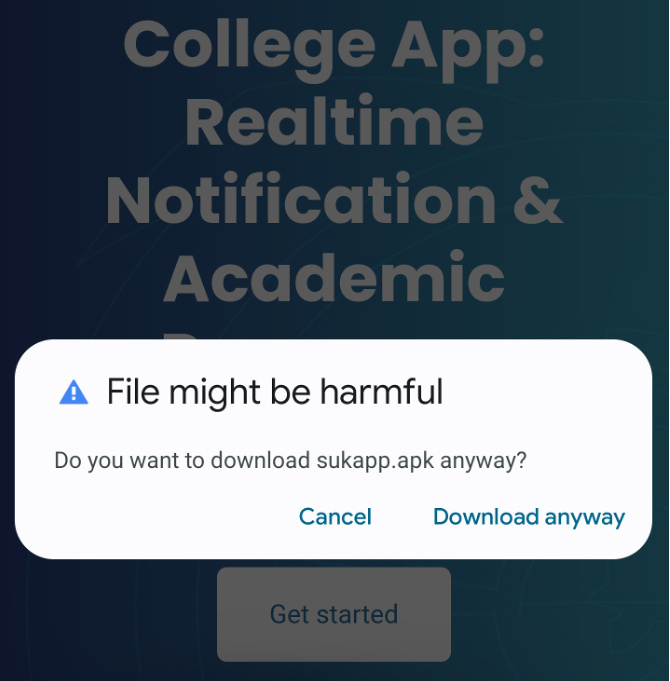 College App:
Realtime
Notification &
Academic
File might be harmful
Do you want to download sukapp.apk anyway?
Cancel
Download anyway
Get started